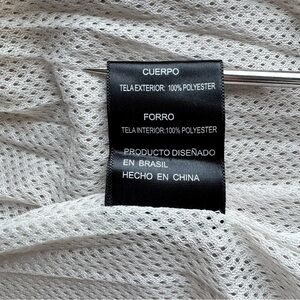 CUERPO
TELA EXTERIOR: 100% POLYESTER
FORRO
TELA INTERIOR:100% POLYESTER
PRODUCTO DISEÑADO
EN BRASIL
HECHO EN CHINA